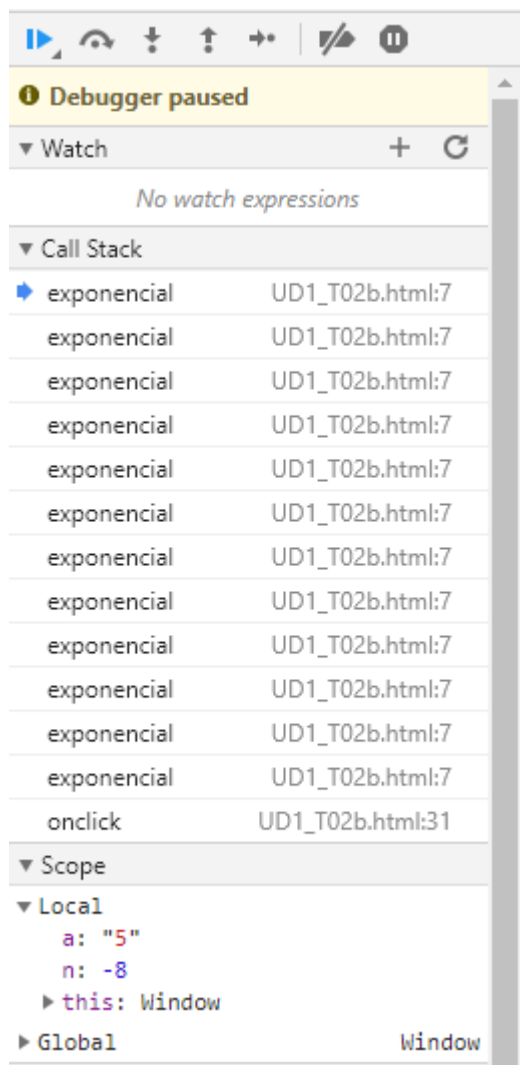 Debugger paused
Watch
No watch expressions
Call Stack
exponencial UD1_T02b.html:7
exponencial UD1_T02b.html:7
exponencial UD1_T02b.html:7
exponencial UD1_T02b.html:7
exponencial UD1_T02b.html:7
exponencial UD1_T02b.html:7
exponencial UD1_T02b.html:7
exponencial UD1_T02b.html:7
exponencial UD1_T02b.html:7
exponencial UD1_T02b.html:7
exponencial UD1_T02b.html:7
exponencial UD1_T02b.html:7
onclick UD1_T02b.html:31
Scope
Local
a: "5"
n: -8
this: Window
Global Window